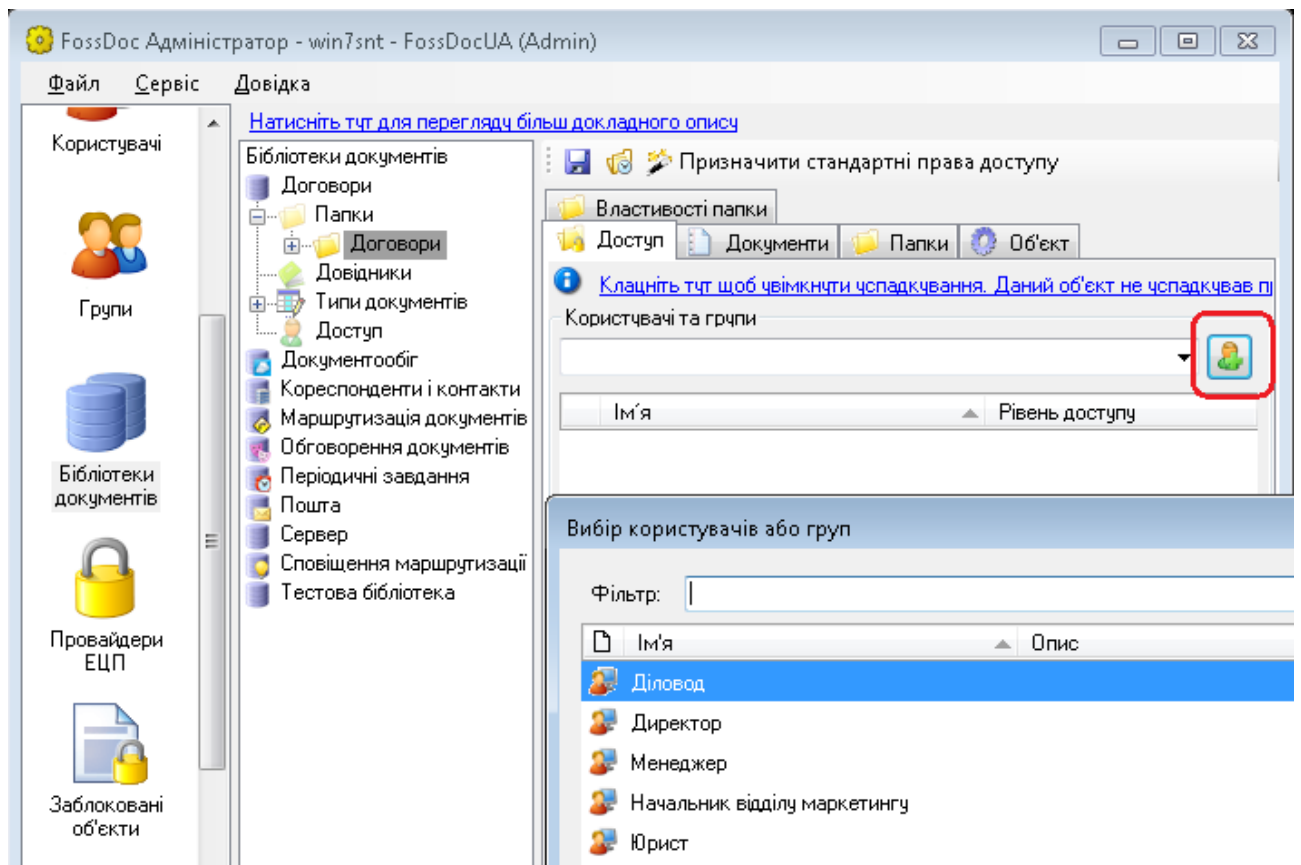 FossDoc Адміністратор - win7snt - FossDocUA (Admin)
Файл Сервіс Довідка
Користувачі
Групи
Бібліотеки
документів
Провайдери
ЕЦП
Заблоковані
об'єкти
Натисніть тут для перегляду більш докладного опису
Бібліотеки документів
Договори
Папки
Договори
Довідники
Типи документів
Доступ
Документообіг
Кореспонденти і контакти
Маршрутизація документів
Обговорення документів
Періодичні завдання
Пошта
Сервер
Сповіщення маршрутизації
Тестова бібліотека
Призначити стандартні права доступу
Властивості папки
Доступ Документи Папки Об'єкт
Клацніть тут щоб увімкнути успадкування. Даний об'єкт не успадкував п
Користувачі та групи
Ім'я Рівень доступу
Вибір користувачів або груп
Фільтр:
Ім'я Опис
Діловод
Директор
Менеджер
Начальник відділу маркетингу
Юрист